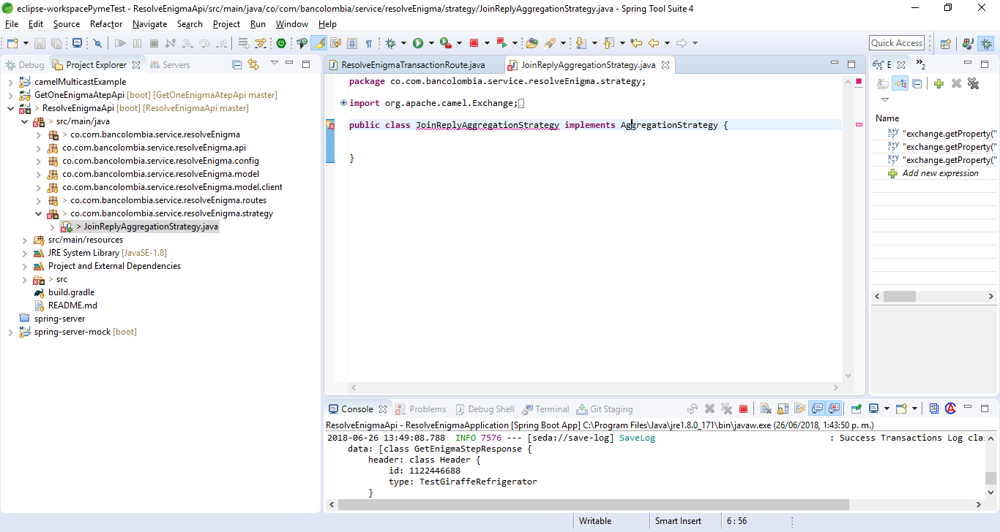 eclipse-workspacePymeTest - ResolveEnigmaApi/src/main/java/co/com/bancolombia/service/resolveEnigma/strategy/JoinReplyAggregationStrategy.java - Spring Tool Suite 4
File Edit Source Refactor Navigate Search Project Run Window Help
Quick Access
Debug Project Explorer Servers
camelMulticastExample
GetOneEnigmaAtepApi [boot] [GetOneEnigmaAtepApi master]
> ResolveEnigmaApi [boot] [ResolveEnigmaApi master]
> src/main/java
> co.com.bancolombia.service.resolveEnigma
co.com.bancolombia.service.resolveEnigma.api
co.com.bancolombia.service.resolveEnigma.config
co.com.bancolombia.service.resolveEnigma.model
co.com.bancolombia.service.resolveEnigma.model.client
> co.com.bancolombia.service.resolveEnigma.routes
> co.com.bancolombia.service.resolveEnigma.strategy
> JoinReplyAggregationStrategy.java
src/main/resources
JRE System Library [JavaSE-1.8]
Project and External Dependencies
> src
build.gradle
README.md
spring-server
spring-server-mock [boot]
ResolveEnigmaTransactionRoute.java JoinReplyAggregationStrategy.java
package co.com.bancolombia.service.resolveEnigma.strategy;
import org.apache.camel.Exchange;
public class JoinReplyAggregationStrategy implements AggregationStrategy {
}
E
2
Name
"exchange.getProperty("
"exchange.getProperty("
"exchange.getProperty("
Add new expression
Console Problems Debug Shell Terminal Git Staging
ResolveEnigmaApi - ResolveEnigmaApplication [Spring Boot App] C:\Program Files\Java\jre1.8.0_171\bin\javaw.exe (26/06/2018, 1:43:50 p. m.)
2018-06-26 13:49:08.788 INFO 7576 --- [seda://save-log] SaveLog : Success Transactions Log clas
data: [class GetEnigmaStepResponse {
header: class Header {
id: 1122446688
type: TestGiraffeRefrigerator
}
Writable Smart Insert 6 : 56